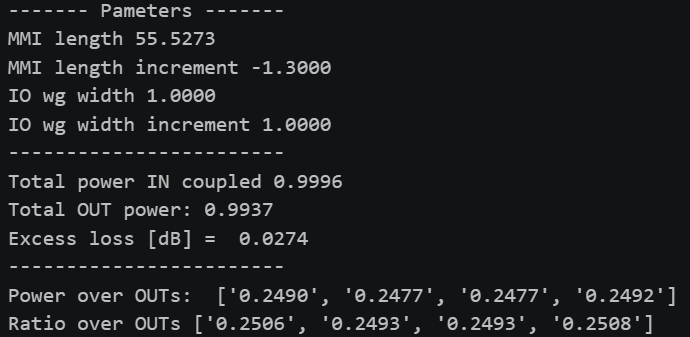 ------- Pameters -------
MMI length 55.5273
MMI length increment -1.3000
IO wg width 1.0000
IO wg width increment 1.0000
------------------------
Total power IN coupled 0.9996
Total OUT power: 0.9937
Excess loss [dB] =  0.0274
------------------------
Power over OUTs:  ['0.2490', '0.2477', '0.2477', '0.2492']
Ratio over OUTs ['0.2506', '0.2493', '0.2493', '0.2508']